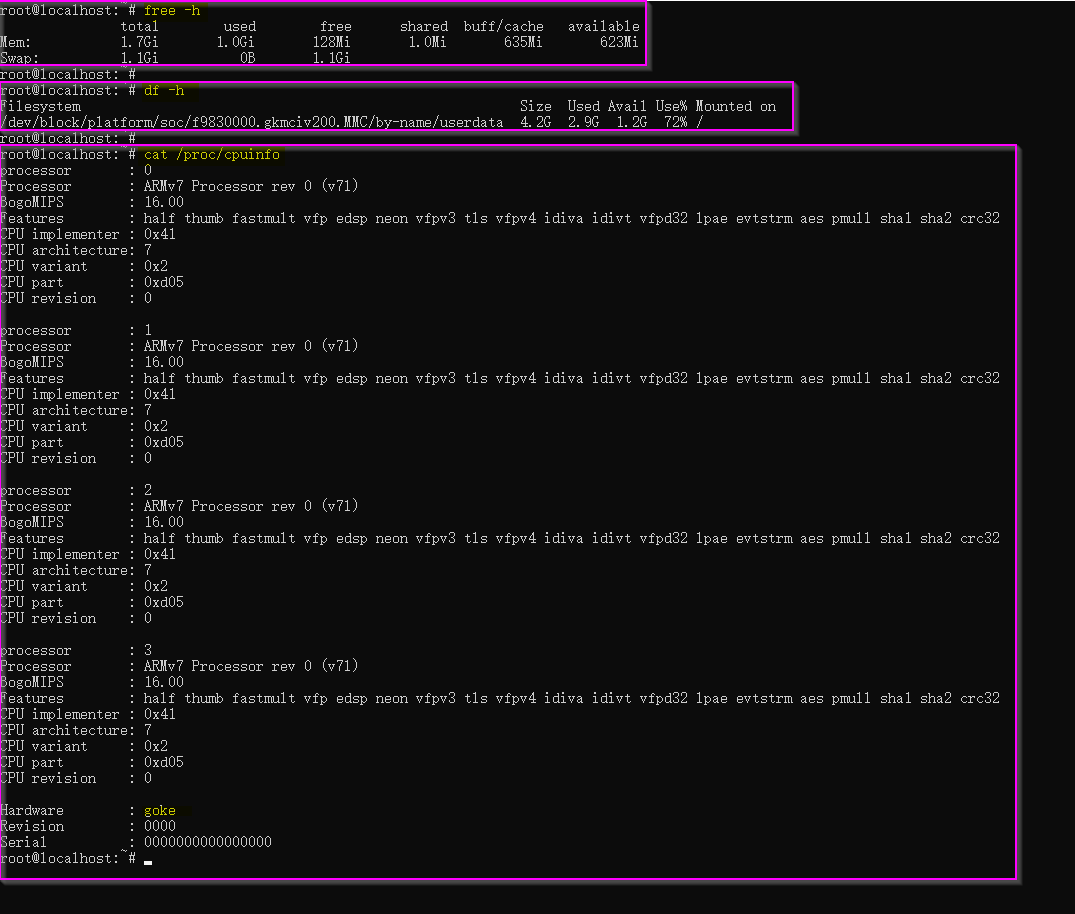 root@localhost:~# free -h
total used free shared buff/cache available
Mem: 1.7Gi 1.0Gi 128Mi 1.0Mi 635Mi 623Mi
Swap: 1.1Gi 0B 1.1Gi
root@localhost:~#
root@localhost:~# df -h
Filesystem Size Used Avail Use% Mounted on
/dev/block/platform/soc/f9830000.gkmciv200.MMC/by-name/userdata 4.2G 2.9G 1.2G 72% /
root@localhost:~#
root@localhost:~# cat /proc/cpuinfo
processor : 0
Processor : ARMv7 Processor rev 0 (v7l)
BogoMIPS : 16.00
Features : half thumb fastmult vfp edsp neon vfpv3 tls vfpv4 idiva idivt vfpd32 lpae evtstrm aes pmull sha1 sha2 crc32
CPU implementer : 0x41
CPU architecture: 7
CPU variant : 0x2
CPU part : 0xd05
CPU revision : 0
processor : 1
Processor : ARMv7 Processor rev 0 (v7l)
BogoMIPS : 16.00
Features : half thumb fastmult vfp edsp neon vfpv3 tls vfpv4 idiva idivt vfpd32 lpae evtstrm aes pmull sha1 sha2 crc32
CPU implementer : 0x41
CPU architecture: 7
CPU variant : 0x2
CPU part : 0xd05
CPU revision : 0
processor : 2
Processor : ARMv7 Processor rev 0 (v7l)
BogoMIPS : 16.00
Features : half thumb fastmult vfp edsp neon vfpv3 tls vfpv4 idiva idivt vfpd32 lpae evtstrm aes pmull sha1 sha2 crc32
CPU implementer : 0x41
CPU architecture: 7
CPU variant : 0x2
CPU part : 0xd05
CPU revision : 0
processor : 3
Processor : ARMv7 Processor rev 0 (v7l)
BogoMIPS : 16.00
Features : half thumb fastmult vfp edsp neon vfpv3 tls vfpv4 idiva idivt vfpd32 lpae evtstrm aes pmull sha1 sha2 crc32
CPU implementer : 0x41
CPU architecture: 7
CPU variant : 0x2
CPU part : 0xd05
CPU revision : 0
Hardware : goke
Revision : 0000
Serial : 0000000000000000
root@localhost:~#